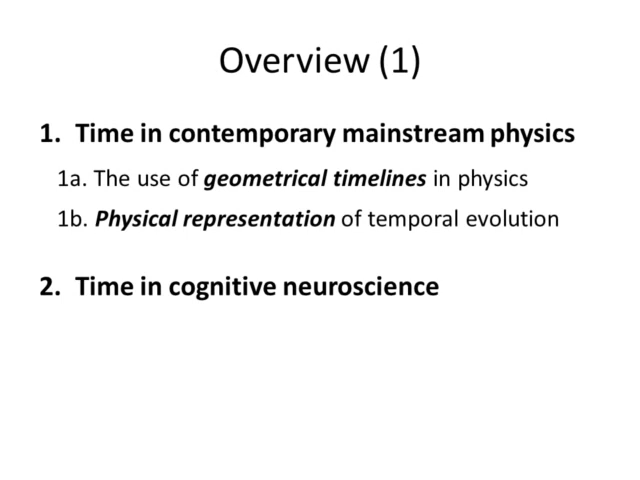 Overview (1)
1. Time in contemporary mainstream physics
1a. The use of geometrical timelines in physics
1b. Physical representation of temporal evolution
2. Time in cognitive neuroscience